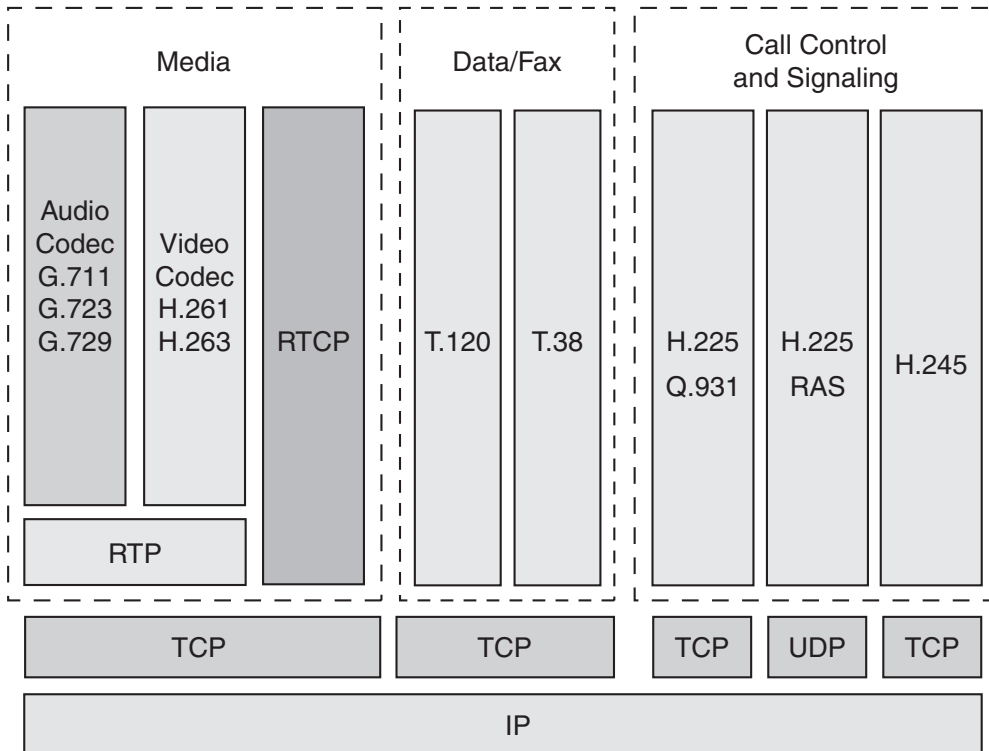 Media
Audio
Codec
G.711
G.723
G.729
Video
Codec
H.261
H.263
RTCP
RTP
Data/Fax
T.120
T.38
Call Control
and Signaling
H.225
Q.931
H.225
RAS
H.245
TCP
TCP
TCP
UDP
TCP
IP